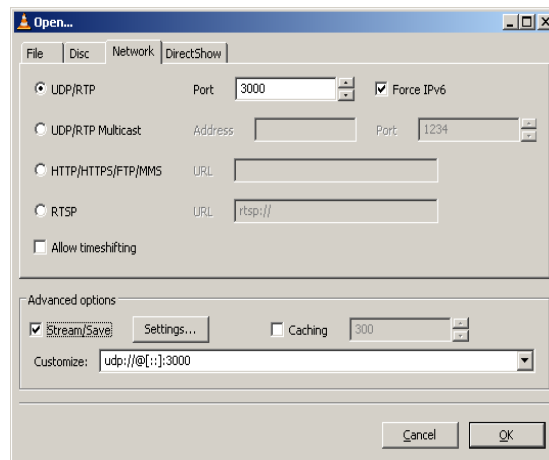 Open...
File Disc Network DirectShow
UDP/RTP Port 3000 Force IPv6
UDP/RTP Multicast Address Port 1234
HTTP/HTTPS/FTP/MMS URL
RTSP URL rtsp://
Allow timeshifting
Advanced options
Stream/Save Settings... Caching 300
Customize: udp://@[::]:3000
Cancel OK